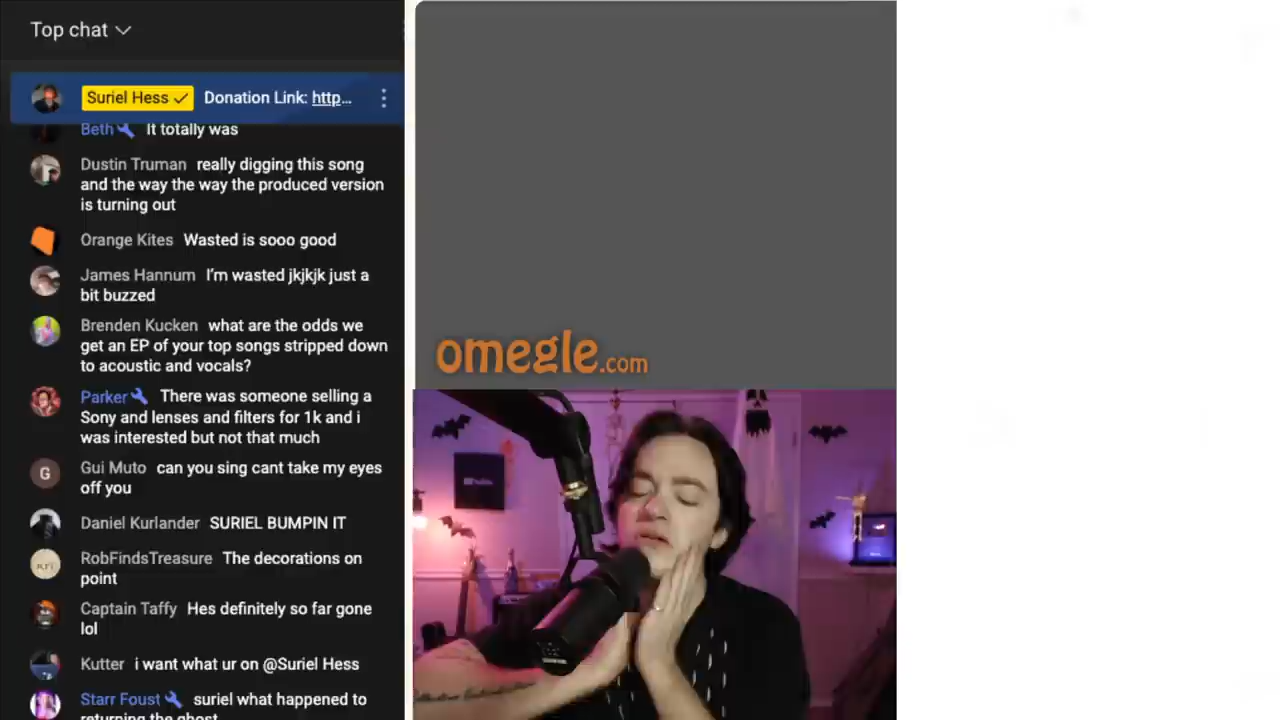 Top chat
Suriel Hess Donation Link: http...
Beth It totally was
Dustin Truman really digging this song
and the way the way the produced version
is turning out
Orange Kites Wasted is sooo good
James Hannum I'm wasted jkjkjk just a
bit buzzed
Brenden Kucken what are the odds we
get an EP of your top songs stripped down
to acoustic and vocals?
Parker There was someone selling a
Sony and lenses and filters for 1k and i
was interested but not that much
G
Gui Muto can you sing cant take my eyes
off you
Daniel Kurlander SURIEL BUMPIN IT
RobFindsTreasure The decorations on
point
Captain Taffy Hes definitely so far gone
lol
Kutter i want what ur on @Suriel Hess
Starr Foust suriel what happened to
returning the ghost
omegle.com